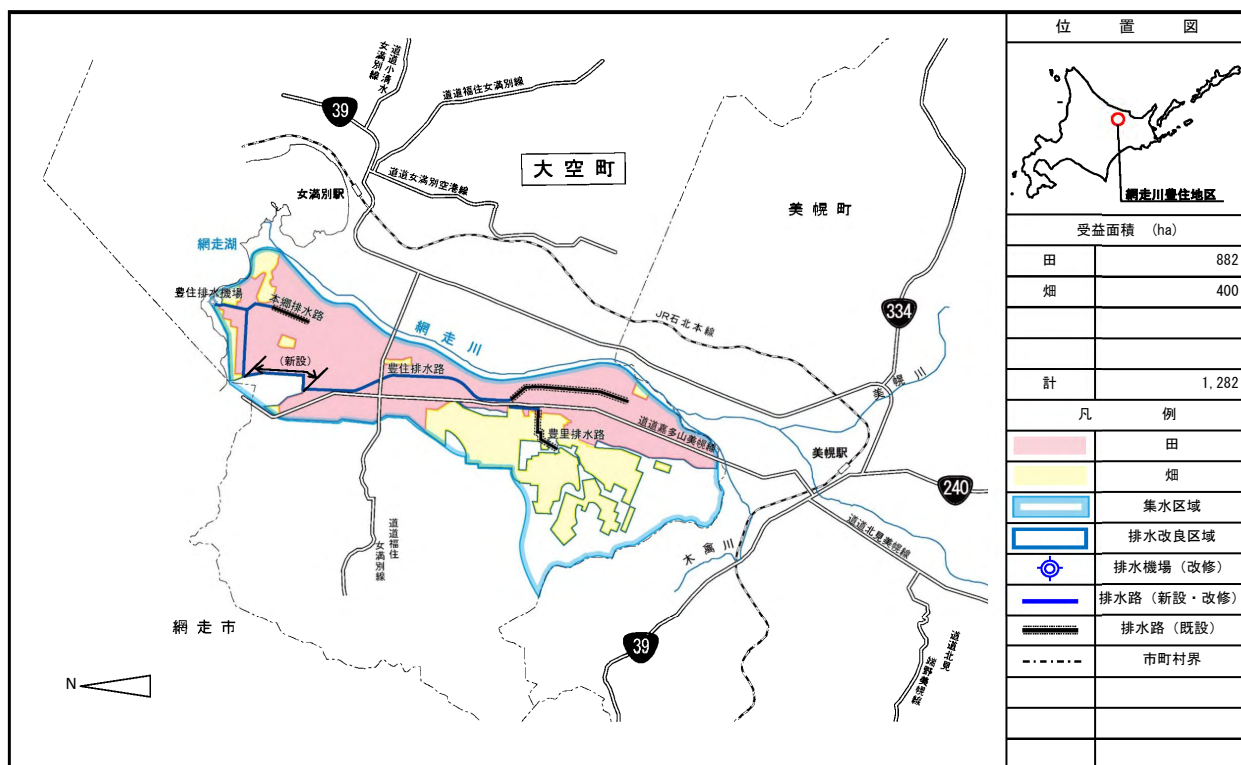 位置図
網走川豊住地区
受益面積 (ha)
田 882
畑 400
計 1,282
凡例
田
畑
集水区域
排水改良区域
排水機場（改修）
排水路（新設・改修）
排水路（既設）
市町村界
39
道道小清水
女満別線
道道福住女満別線
大空町
道道女満別空港線
女満別駅
美幌町
網走湖
豊住排水機場
本郷排水路
網走川
JR石北本線
334
（新設）
豊住排水路
美幌川
道道嘉多山美幌線
豊里排水路
美幌駅
240
道道福住
女満別線
道道北見美幌線
木禽川
網走市
39
道道北見
端野美幌線
N